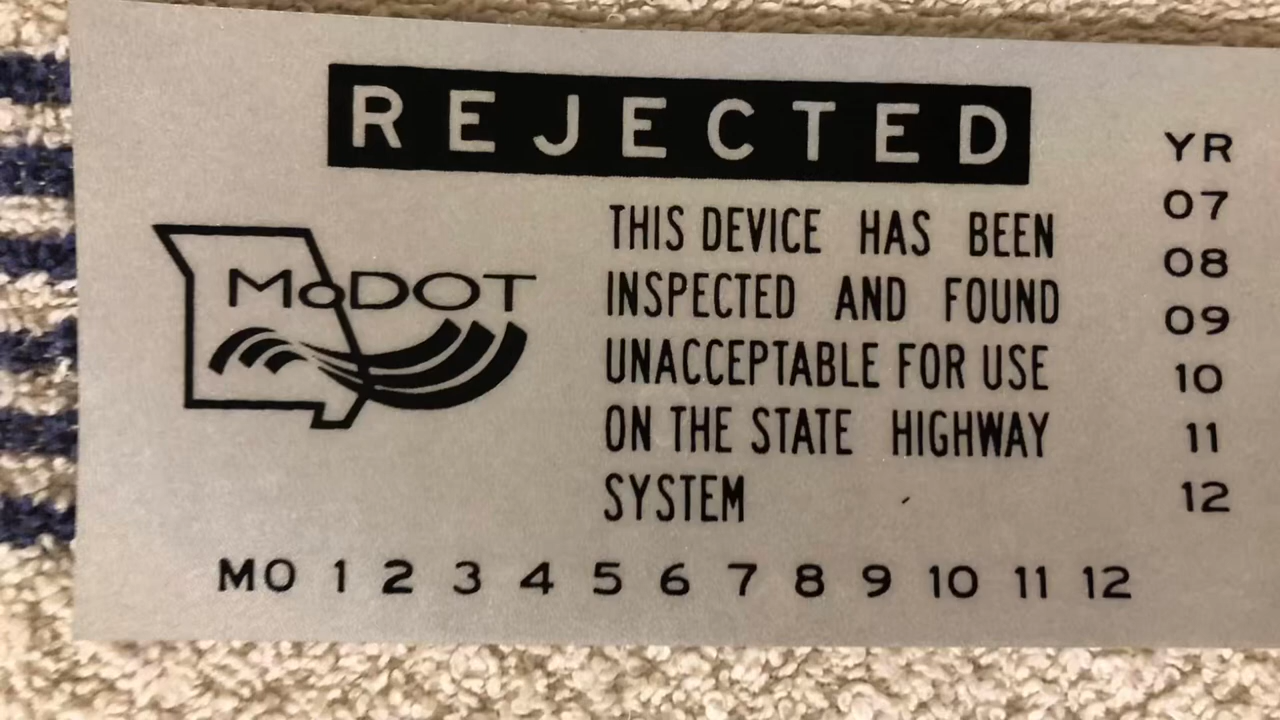 REJECTED
THIS DEVICE HAS BEEN
INSPECTED AND FOUND
UNACCEPTABLE FOR USE
ON THE STATE HIGHWAY
SYSTEM
MoDOT
YR
07
08
09
10
11
12
MO 1 2 3 4 5 6 7 8 9 10 11 12